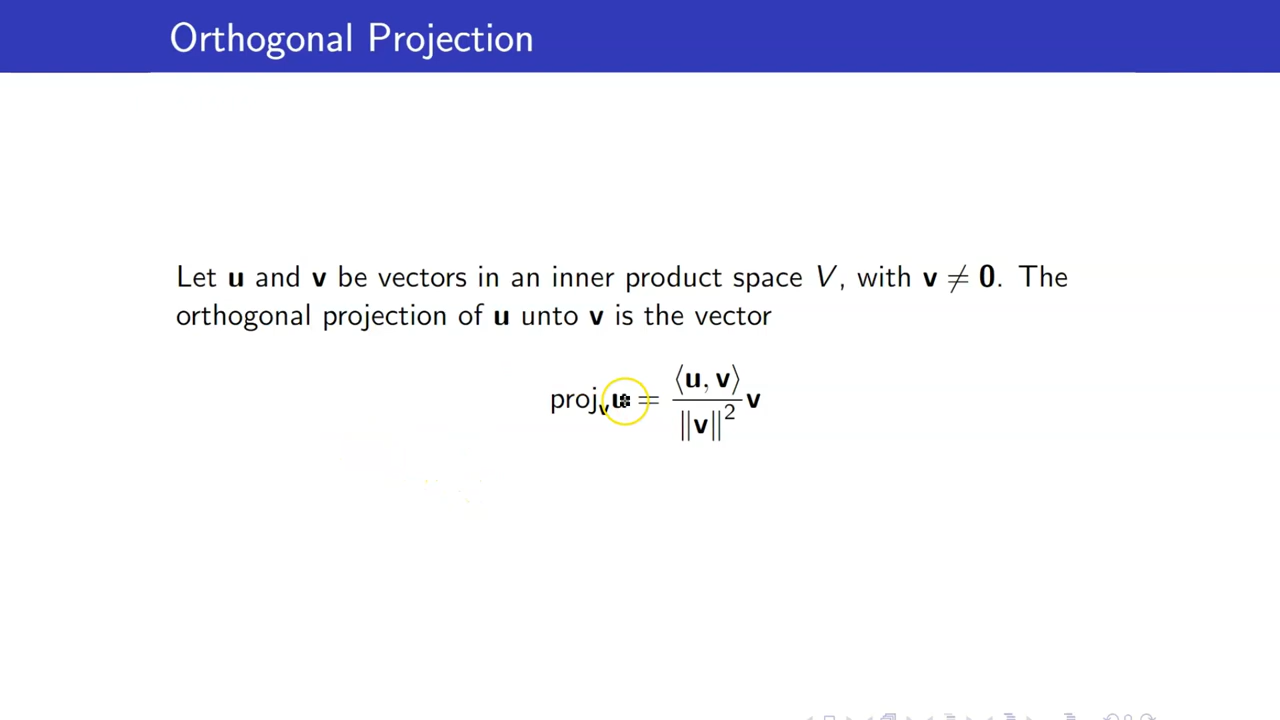 Orthogonal Projection
Let u and v be vectors in an inner product space V, with v ≠ 0. The
orthogonal projection of u unto v is the vector
proj_v u = ⟨u, v⟩ / ‖v‖² v